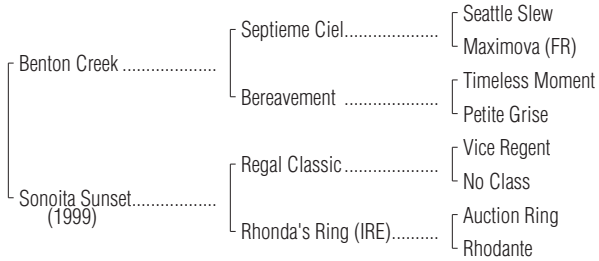 Seattle Slew
Septieme Ciel....................
Maximova (FR)
Benton Creek ....................
Timeless Moment
Bereavement ....................
Petite Grise
Vice Regent
Regal Classic....................
No Class
Sonoita Sunset..................
(1999)
Auction Ring
Rhonda's Ring (IRE)..........
Rhodante